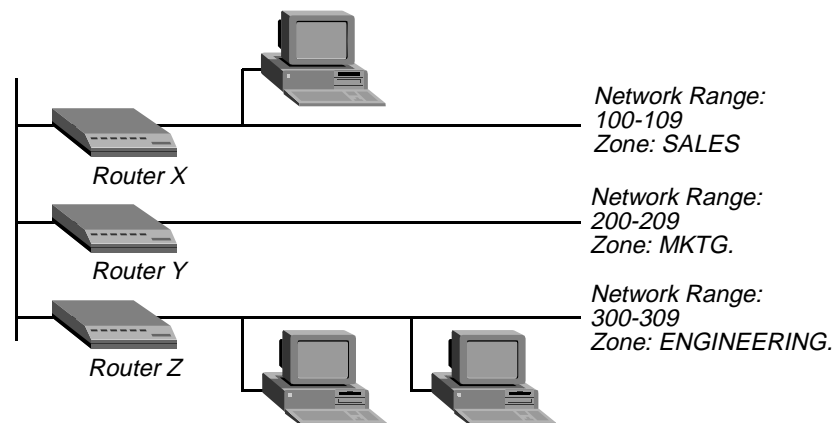 Network Range:
100-109
Zone: SALES
Router X
Network Range:
200-209
Zone: MKTG.
Router Y
Network Range:
300-309
Zone: ENGINEERING.
Router Z